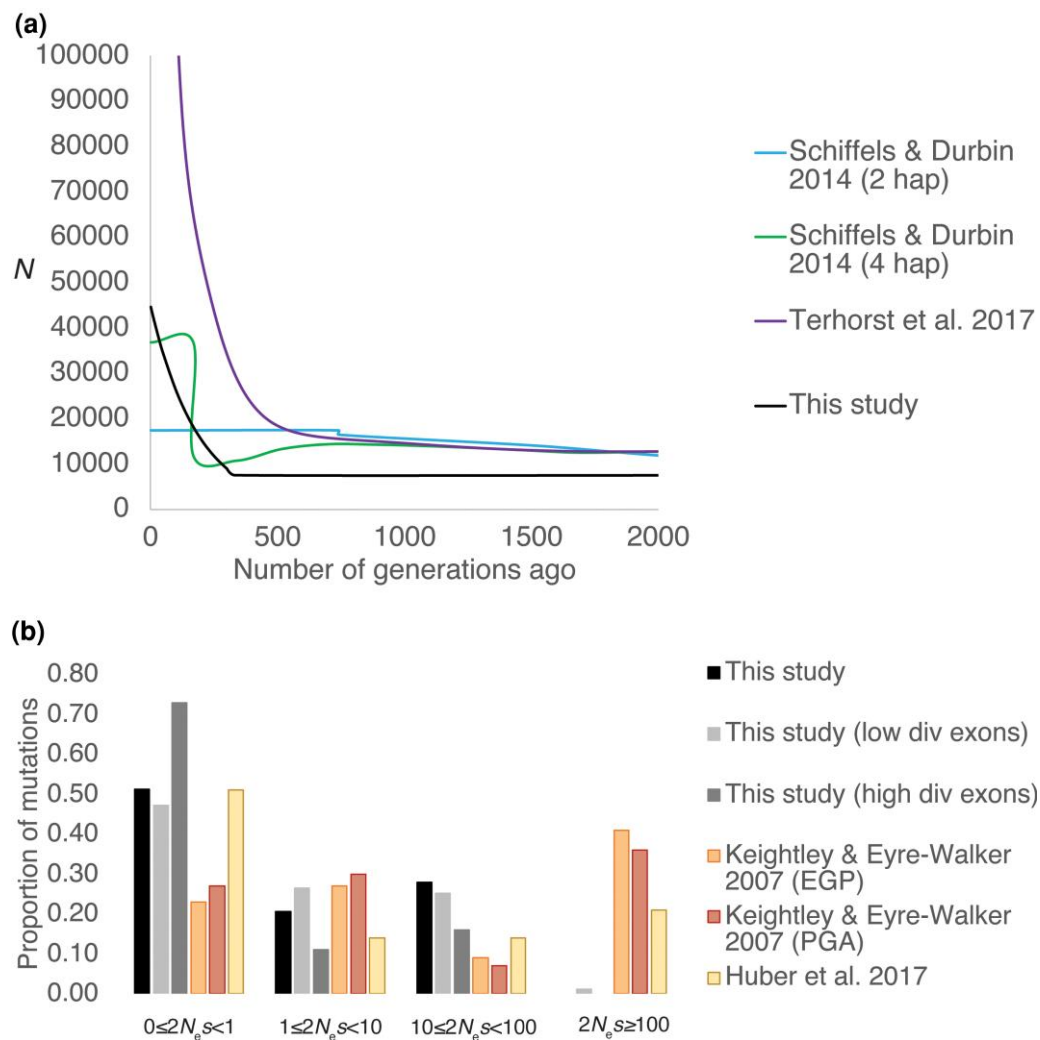 (a)
100000
90000
80000
70000
60000
50000
N
40000
30000
20000
10000
0
0 500 1000 1500 2000
Number of generations ago
Schiffels & Durbin
2014 (2 hap)
Schiffels & Durbin
2014 (4 hap)
Terhorst et al. 2017
This study
(b)
Proportion of mutations
0.80
0.70
0.60
0.50
0.40
0.30
0.20
0.10
0.00
0≤2Nₑs<1 1≤2Nₑs<10 10≤2Nₑs<100 2Nₑs≥100
This study
This study (low div exons)
This study (high div exons)
Keightley & Eyre-Walker
2007 (EGP)
Keightley & Eyre-Walker
2007 (PGA)
Huber et al. 2017